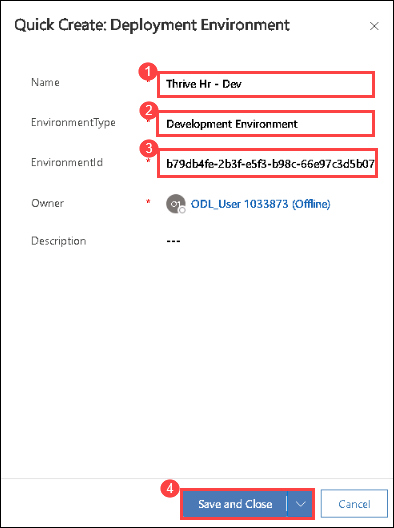 Quick Create: Deployment Environment
1
Name * Thrive Hr - Dev
2
EnvironmentType * Development Environment
3
EnvironmentId * b79db4fe-2b3f-e5f3-b98c-66e97c3d5b07
Owner * ODL_User 1033873 (Offline)
Description ---
4
Save and Close Cancel